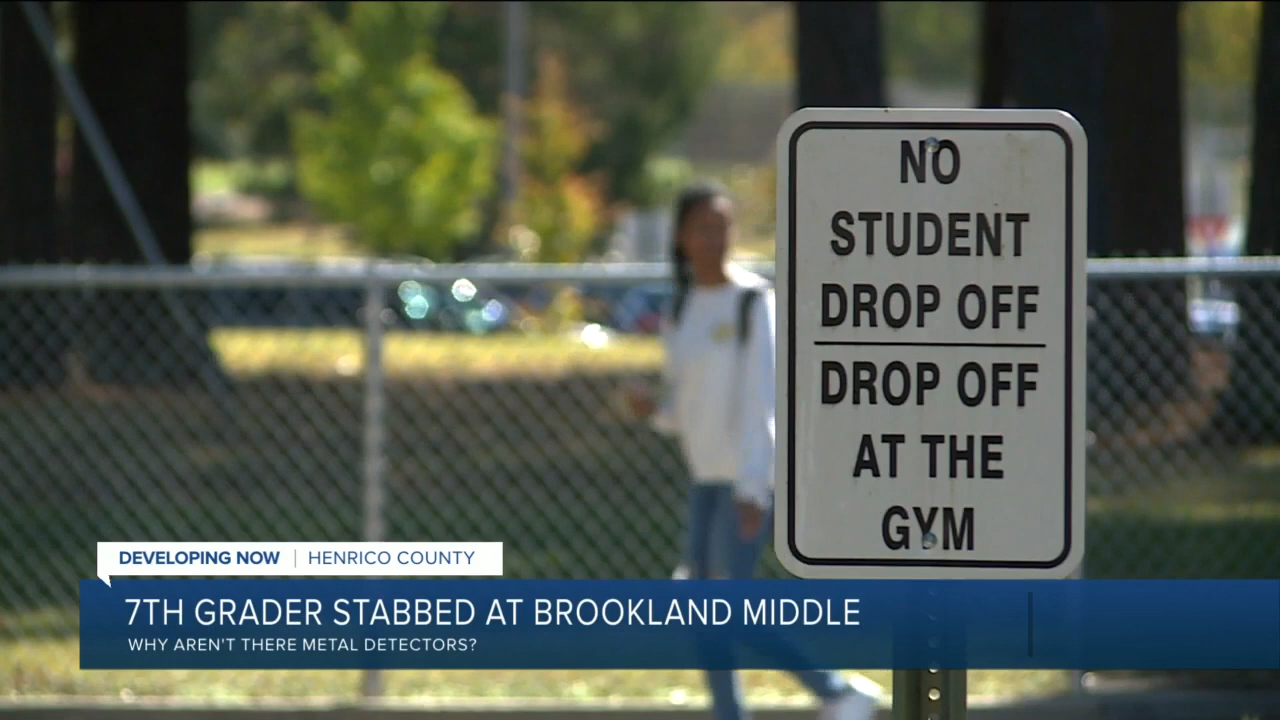 NO
STUDENT
DROP OFF
DROP OFF
AT THE
GYM
DEVELOPING NOW | HENRICO COUNTY
7TH GRADER STABBED AT BROOKLAND MIDDLE
WHY AREN'T THERE METAL DETECTORS?